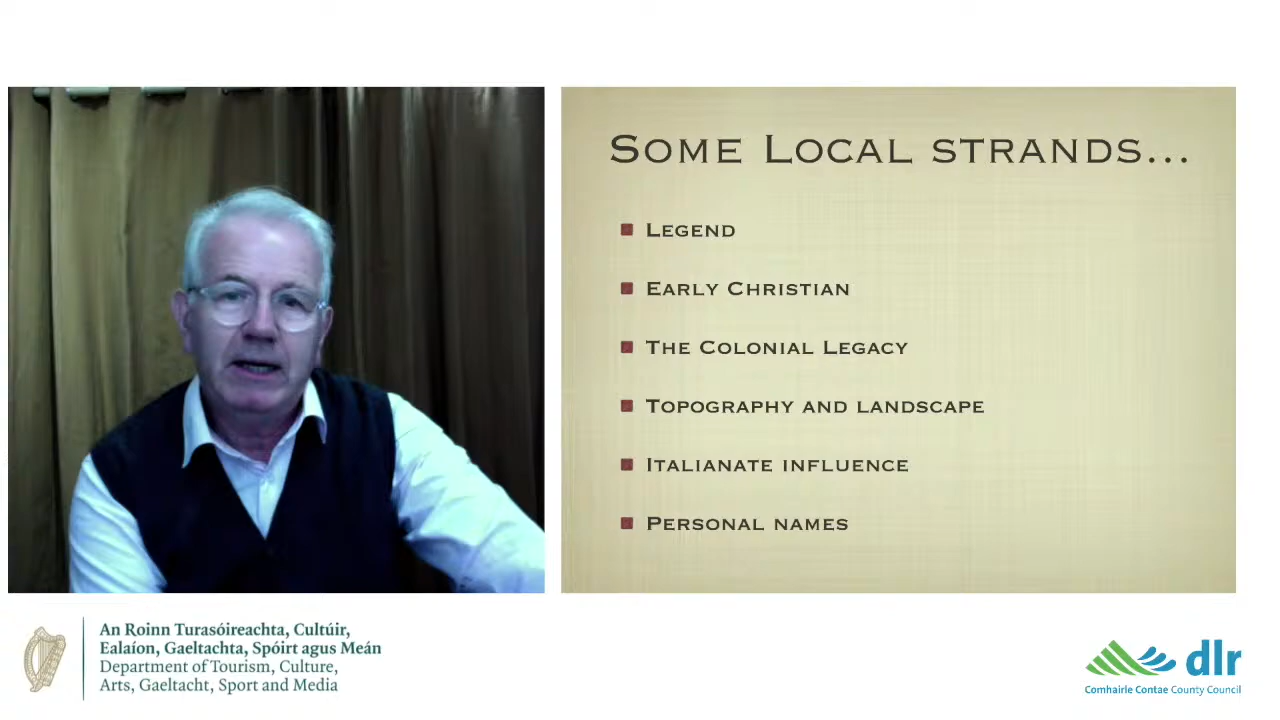 Some Local strands...
Legend
Early Christian
The Colonial Legacy
Topography and landscape
Italianate influence
Personal names
An Roinn Turasóireachta, Cultúir,
Ealaíon, Gaeltachta, Spóirt agus Meán
Department of Tourism, Culture,
Arts, Gaeltacht, Sport and Media
dlr
Comhairle Contae County Council